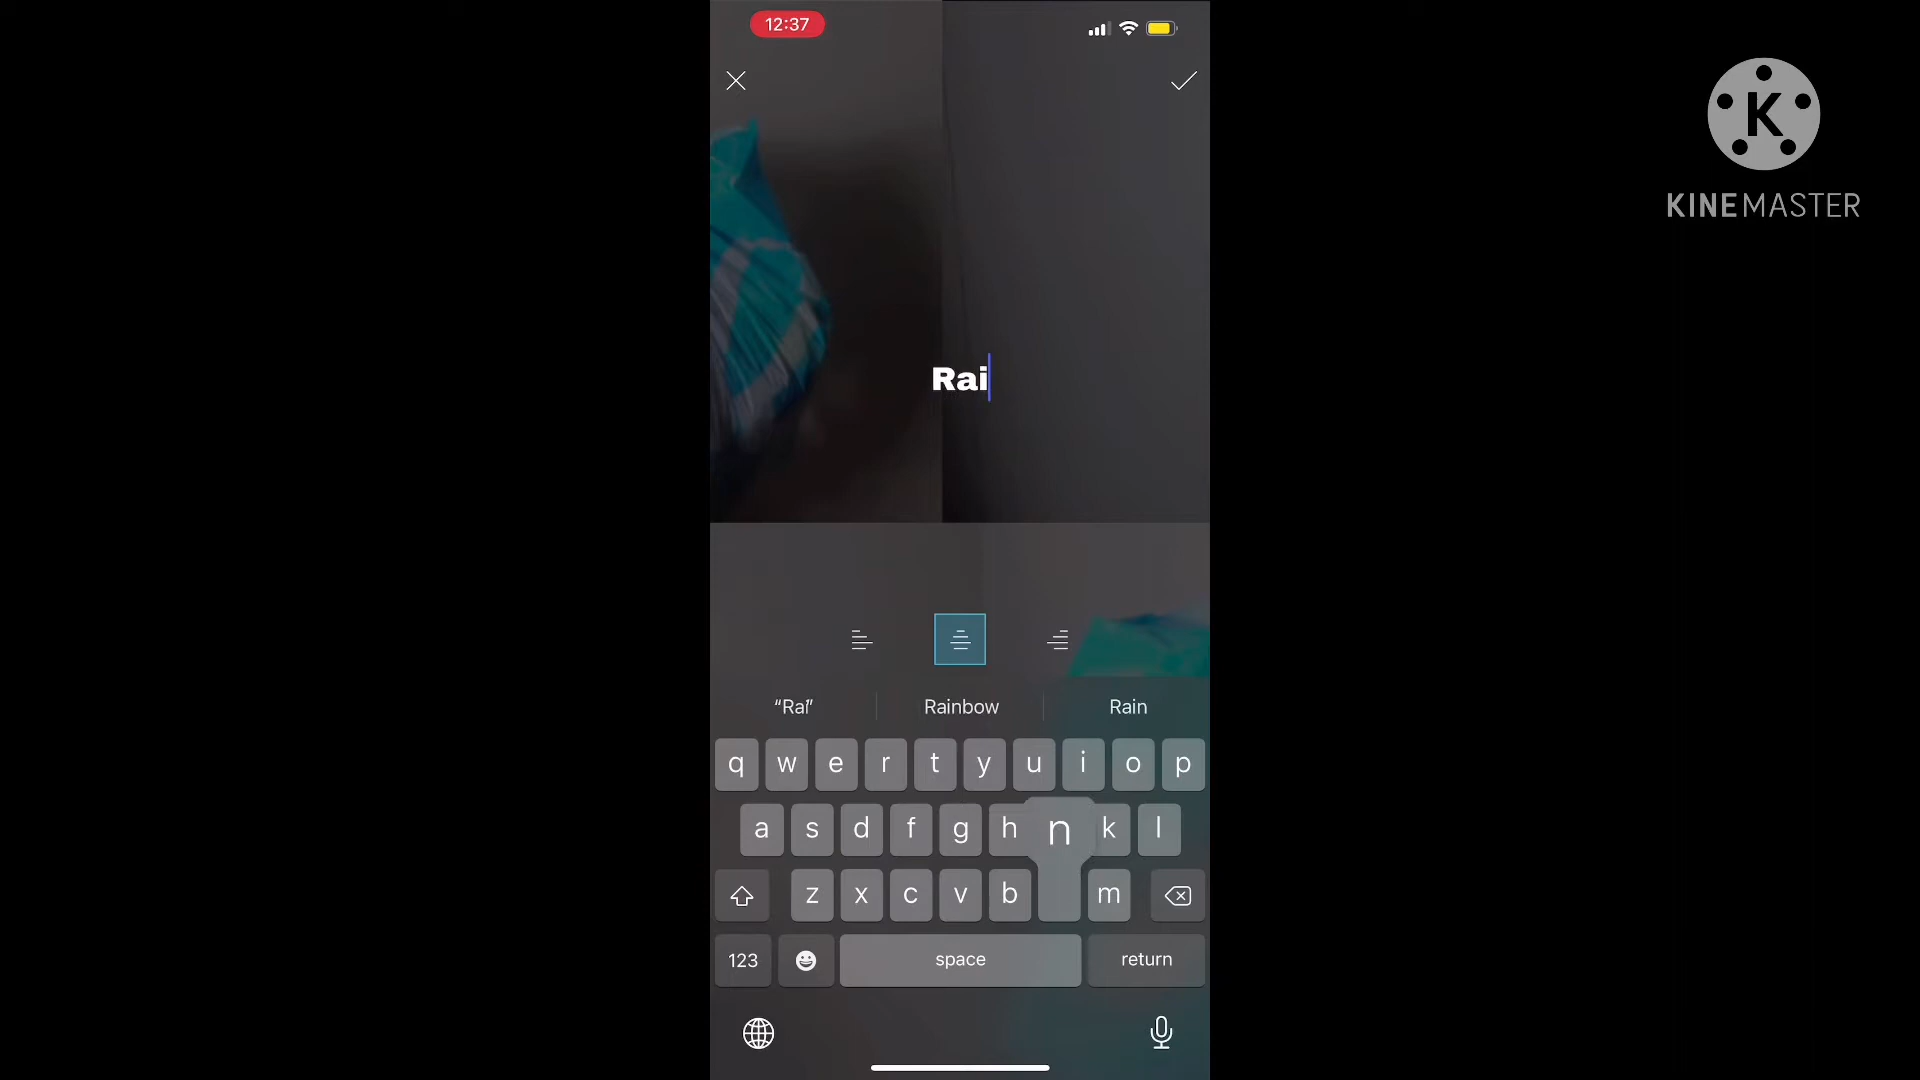 12:37
KINEMASTER
K
Rai
“Rai” Rainbow Rain
q w e r t y u i o p
a s d f g h n k l
z x c v b m
123 space return